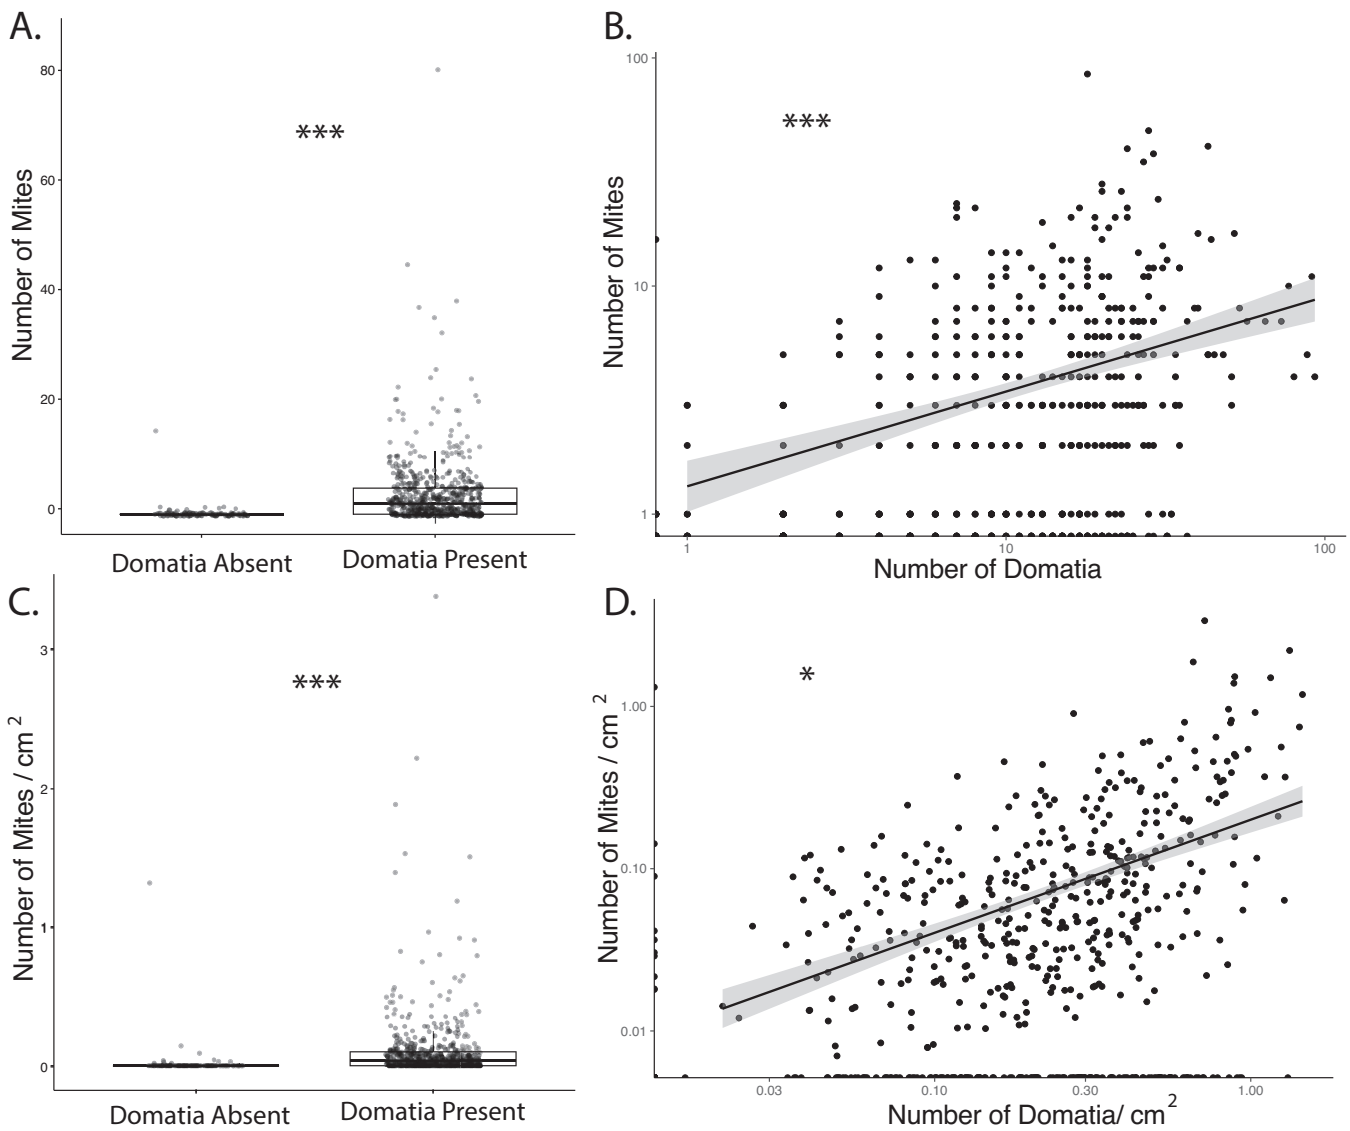 A.
Number of Mites
80
60
40
20
0
***
Domatia Absent
Domatia Present
B.
Number of Mites
100
10
1
***
1
10
100
Number of Domatia
C.
Number of Mites / cm 2
3
2
1
0
***
Domatia Absent
Domatia Present
D.
Number of Mites / cm 2
1.00
0.10
0.01
*
0.03
0.10
0.30
1.00
Number of Domatia/ cm2